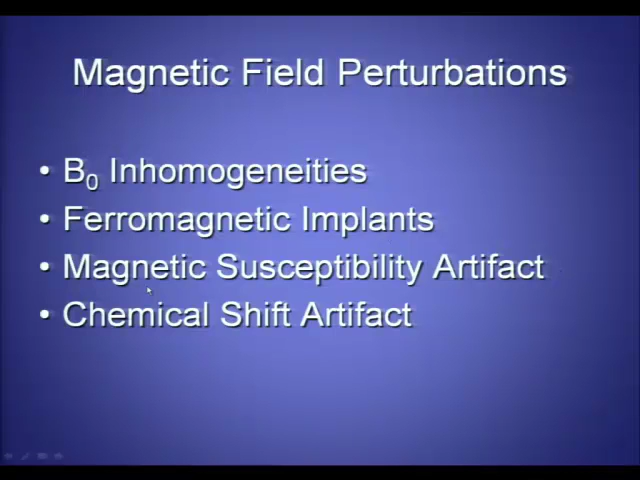 Magnetic Field Perturbations
• B₀ Inhomogeneities
• Ferromagnetic Implants
• Magnetic Susceptibility Artifact
• Chemical Shift Artifact